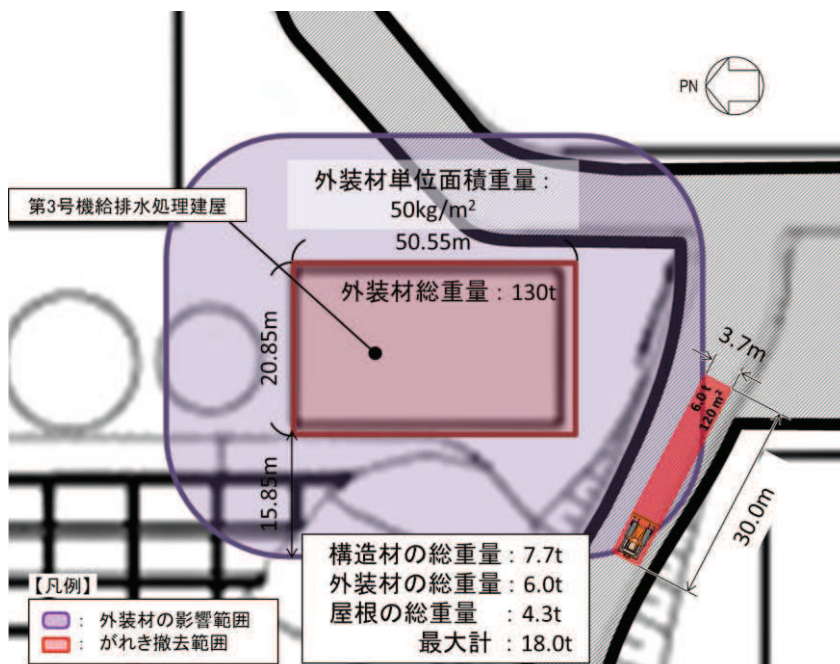 PN
外装材単位面積重量:
50kg/m²
50.55m
第3号機給排水処理建屋
外装材総重量:130t
20.85m
15.85m
3.7m
6.0t
120m²
30.0m
構造材の総重量:7.7t
外装材の総重量:6.0t
屋根の総重量 :4.3t
最大計:18.0t
【凡例】
: 外装材の影響範囲
: がれき撤去範囲